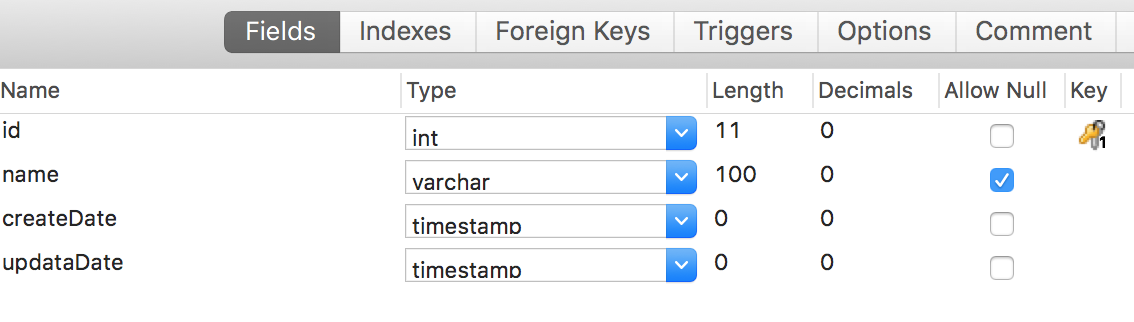 Fields Indexes Foreign Keys Triggers Options Comment
Name Type Length Decimals Allow Null Key
id int 11 0 1
name varchar 100 0
createDate timestamp 0 0
updataDate timestamp 0 0